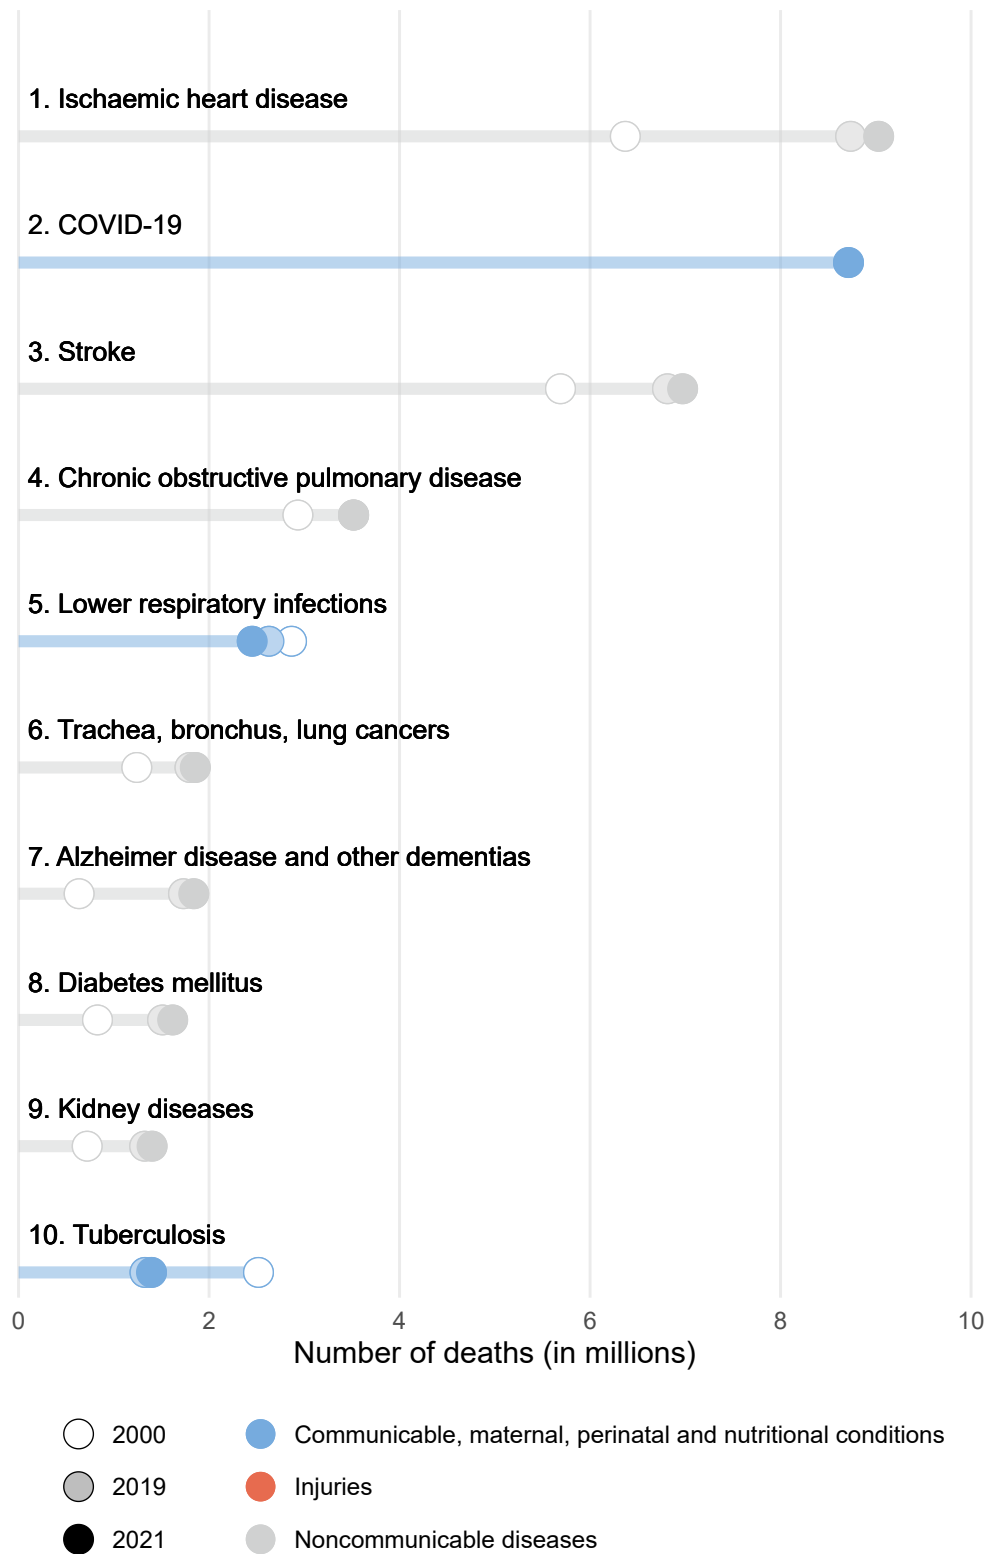 1. Ischaemic heart disease
2. COVID-19
3. Stroke
4. Chronic obstructive pulmonary disease
5. Lower respiratory infections
6. Trachea, bronchus, lung cancers
7. Alzheimer disease and other dementias
8. Diabetes mellitus
9. Kidney diseases
10. Tuberculosis
0 2 4 6 8 10
Number of deaths (in millions)
2000 Communicable, maternal, perinatal and nutritional conditions
2019 Injuries
2021 Noncommunicable diseases